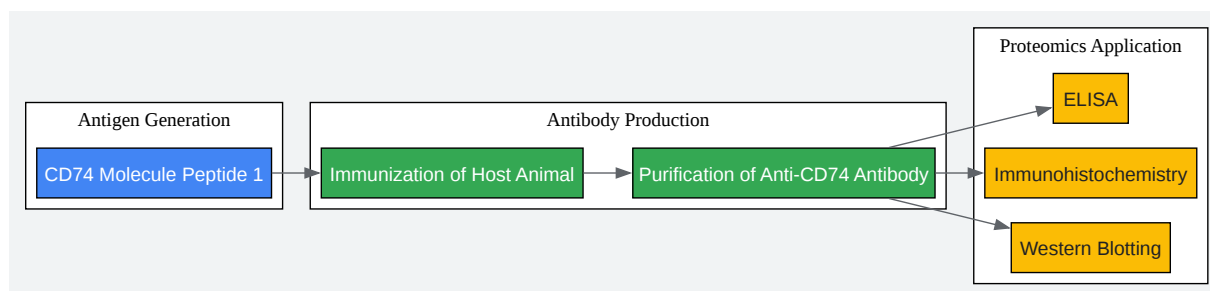 Antigen Generation
CD74 Molecule Peptide 1
Antibody Production
Immunization of Host Animal
Purification of Anti-CD74 Antibody
Proteomics Application
ELISA
Immunohistochemistry
Western Blotting